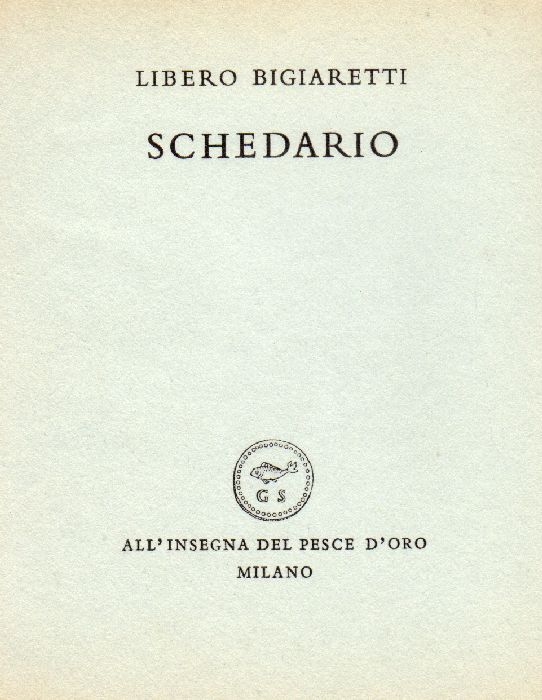 LIBERO BIGIARETTI
SCHEDARIO
G S
ALL'INSEGNA DEL PESCE D'ORO
MILANO